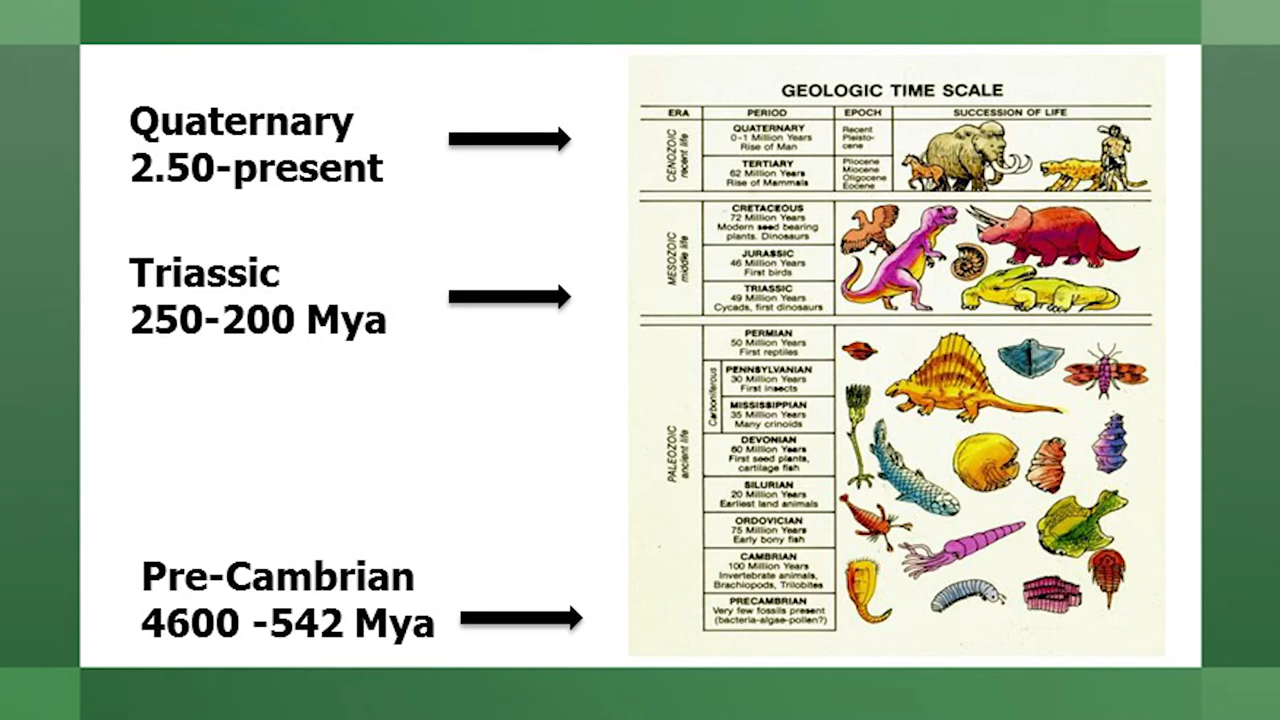 Quaternary
2.50-present
Triassic
250-200 Mya
Pre-Cambrian
4600 -542 Mya
GEOLOGIC TIME SCALE
ERA PERIOD EPOCH SUCCESSION OF LIFE
CENOZOIC
recent life
QUATERNARY
0-1 Million Years
Rise of Man
Recent
Pleisto-
cene
TERTIARY
62 Million Years
Rise of Mammals
Pliocene
Miocene
Oligocene
Eocene
MESOZOIC
middle life
CRETACEOUS
72 Million Years
Modern seed bearing
plants. Dinosaurs
JURASSIC
46 Million Years
First birds
TRIASSIC
49 Million Years
Cycads, first dinosaurs
PALEOZOIC
ancient life
PERMIAN
50 Million Years
First reptiles
Carboniferous
PENNSYLVANIAN
30 Million Years
First insects
MISSISSIPPIAN
35 Million Years
Many crinoids
DEVONIAN
60 Million Years
First seed plants,
cartilage fish
SILURIAN
20 Million Years
Earliest land animals
ORDOVICIAN
75 Million Years
Early bony fish
CAMBRIAN
100 Million Years
Invertebrate animals,
Brachiopods, Trilobites
PRECAMBRIAN
Very few fossils present
(bacteria-algae-pollen?)